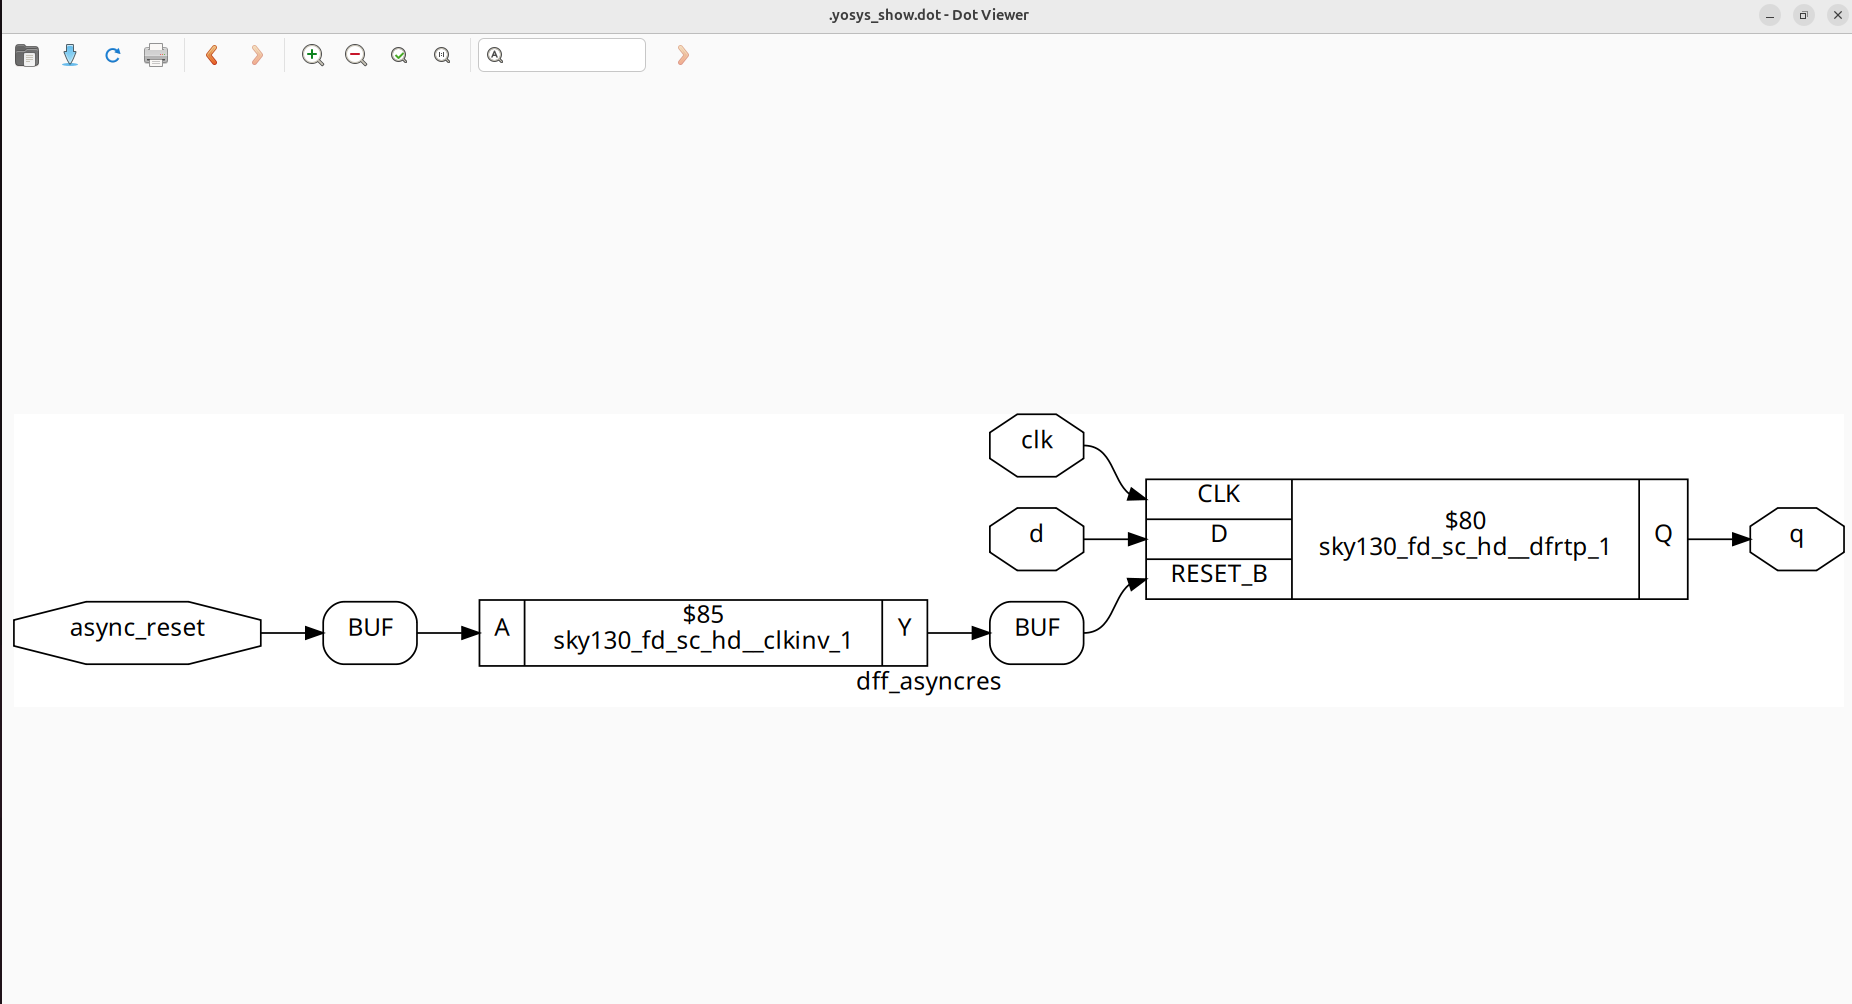 .yosys_show.dot - Dot Viewer
clk
CLK
d
D
$80
sky130_fd_sc_hd__dfrtp_1
Q
q
RESET_B
async_reset
BUF
A
$85
sky130_fd_sc_hd__clkinv_1
Y
BUF
dff_asyncres